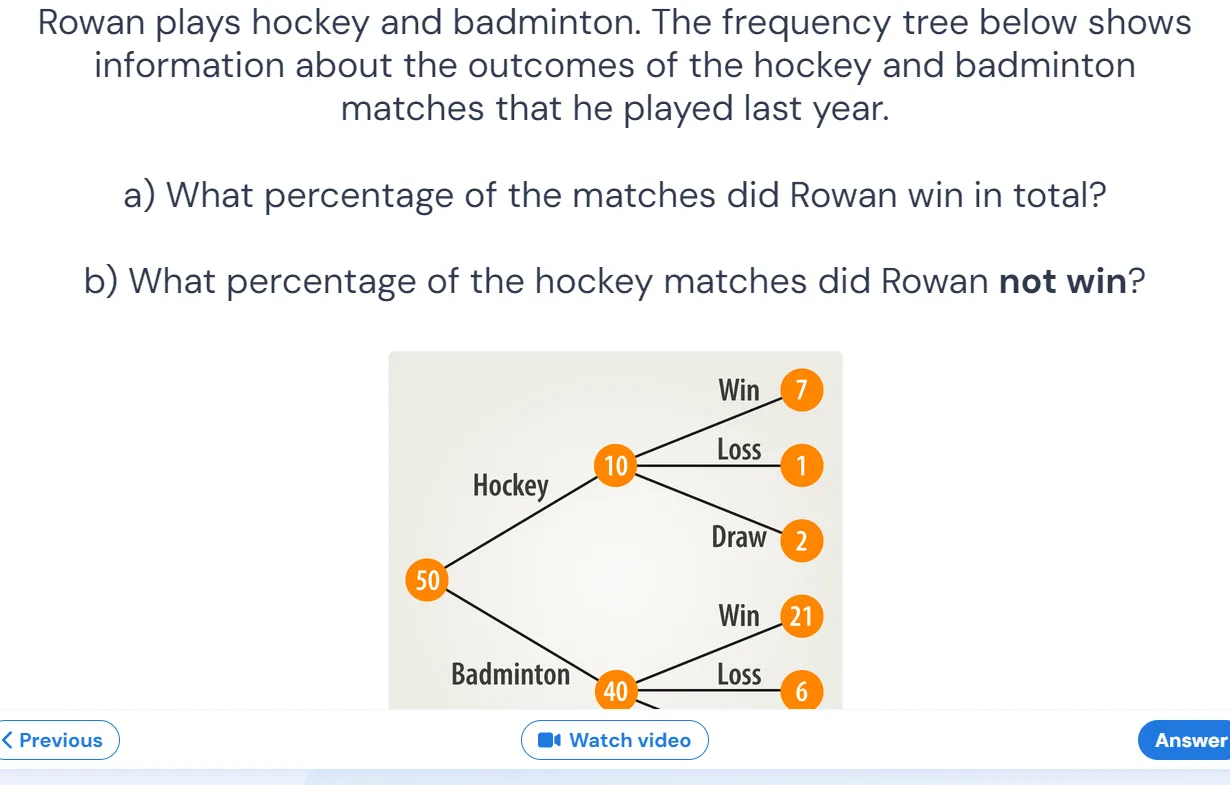 Rowan plays hockey and badminton. The frequency tree below shows
information about the outcomes of the hockey and badminton
matches that he played last year.
a) What percentage of the matches did Rowan win in total?
b) What percentage of the hockey matches did Rowan not win?
Win 7
Loss 1
10
Hockey
Draw 2
50
Win 21
Badminton
Loss 6
40
Previous
Watch video
Answer